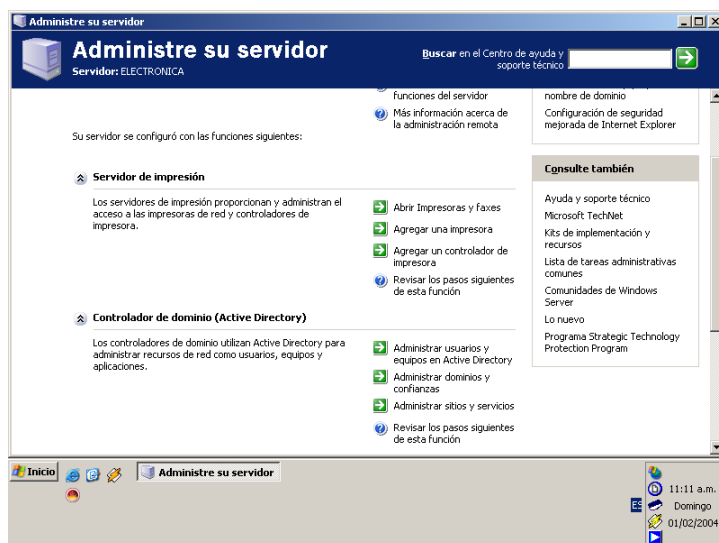 Administre su servidor
Administre su servidor
Servidor: ELECTRONICA
Buscar en el Centro de ayuda y
soporte técnico
funciones del servidor
Más información acerca de
la administración remota
nombre de dominio
Configuración de seguridad
mejorada de Internet Explorer
Su servidor se configuró con las funciones siguientes:
Servidor de impresión
Los servidores de impresión proporcionan y administran el
acceso a las impresoras de red y controladores de
impresora.
Abrir Impresoras y faxes
Agregar una impresora
Agregar un controlador de
impresora
Revisar los pasos siguientes
de esta función
Controlador de dominio (Active Directory)
Los controladores de dominio utilizan Active Directory para
administrar recursos de red como usuarios, equipos y
aplicaciones.
Administrar usuarios y
equipos en Active Directory
Administrar dominios y
confianzas
Administrar sitios y servicios
Revisar los pasos siguientes
de esta función
Consulte también
Ayuda y soporte técnico
Microsoft TechNet
Kits de implementación y
recursos
Lista de tareas administrativas
comunes
Comunidades de Windows
Server
Lo nuevo
Programa Strategic Technology
Protection Program
Inicio
Administre su servidor
ES
11:11 a.m.
Domingo
01/02/2004